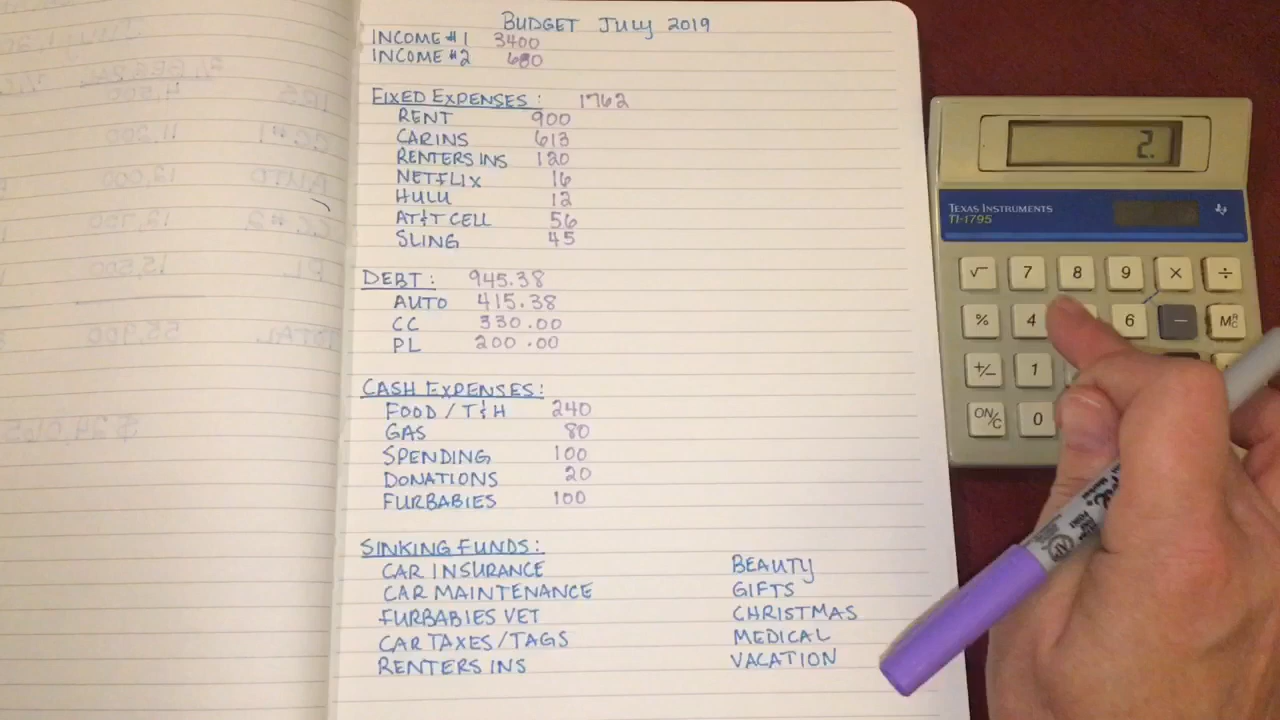 BUDGET JULY 2019
INCOME #1 3400
INCOME #2 680
FIXED EXPENSES: 1762
RENT 900
CAR INS 613
RENTERS INS 120
NETFLIX 16
HULU 12
AT&T CELL 56
SLING 45
DEBT: 945.38
AUTO 415.38
CC 330.00
PL 200.00
CASH EXPENSES:
FOOD / T&H 240
GAS 80
SPENDING 100
DONATIONS 20
FURBABIES 100
SINKING FUNDS:
CAR INSURANCE BEAUTY
CAR MAINTENANCE GIFTS
FURBABIES VET CHRISTMAS
CAR TAXES/TAGS MEDICAL
RENTERS INS VACATION
2.
TEXAS INSTRUMENTS
TI-1795
√ 7 8 9 × ÷
% 4 6 −
+/− 1
ON/C 0